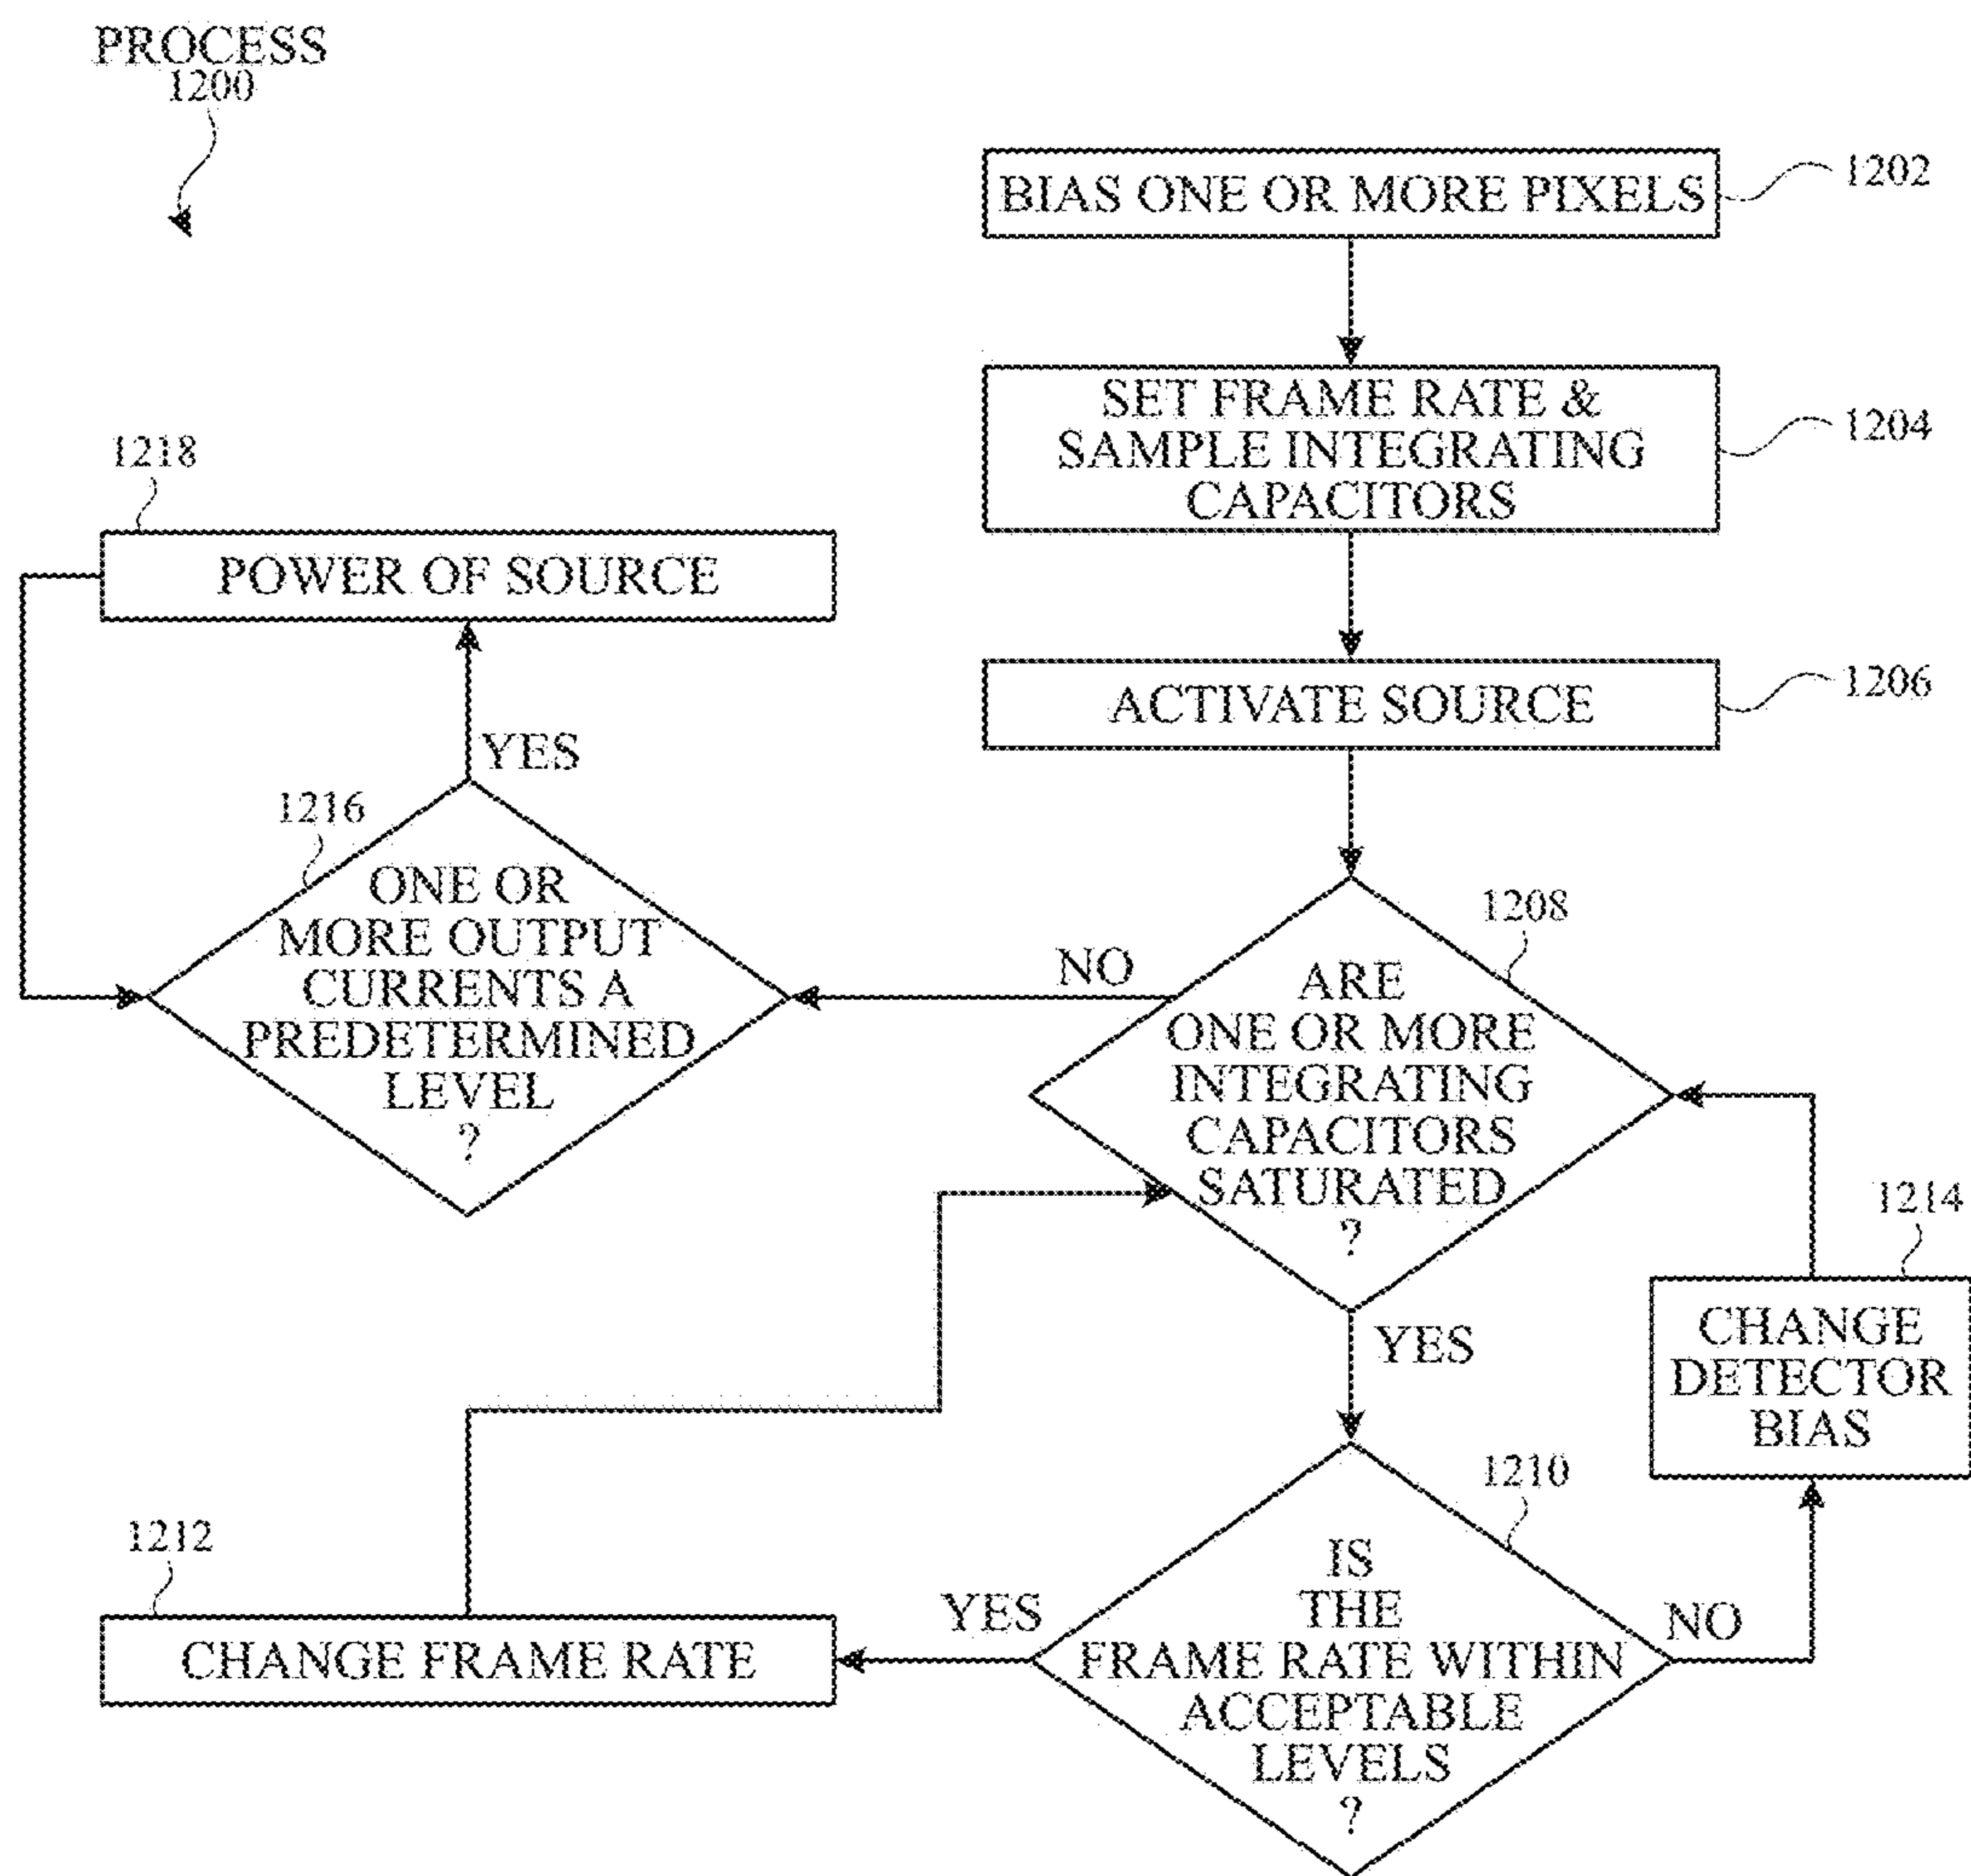 PROCESS
1200
BIAS ONE OR MORE PIXELS
1202
SET FRAME RATE &
SAMPLE INTEGRATING
CAPACITORS
1204
1218
POWER OF SOURCE
ACTIVATE SOURCE
1206
YES
1216
ONE OR
MORE OUTPUT
CURRENTS A
PREDETERMINED
LEVEL
?
NO
1208
ARE
ONE OR MORE
INTEGRATING
CAPACITORS
SATURATED
?
1214
CHANGE
DETECTOR
BIAS
YES
1210
IS
THE
FRAME RATE WITHIN
ACCEPTABLE
LEVELS
?
NO
YES
1212
CHANGE FRAME RATE